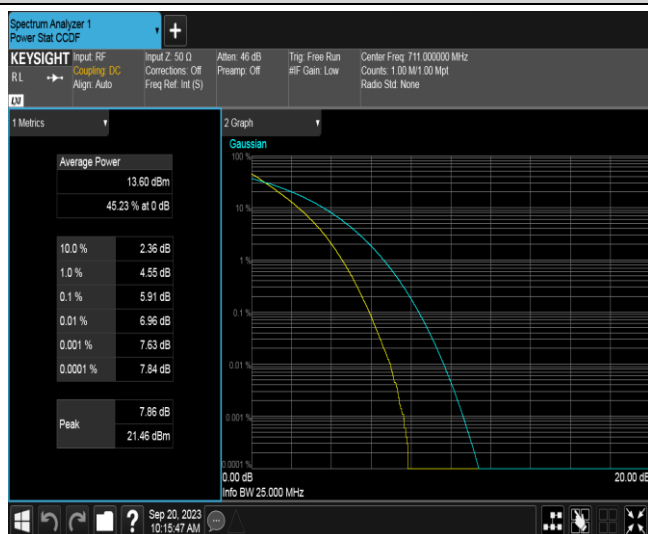 Spectrum Analyzer 1
Power Stat CCDF
KEYSIGHT
RL
LXI
Input: RF
Coupling: DC
Align: Auto
Input Z: 50 Ω
Corrections: Off
Freq Ref: Int (S)
Atten: 46 dB
Preamp: Off
Trig: Free Run
#IF Gain: Low
Center Freq: 711.000000 MHz
Counts: 1.00 M/1.00 Mpt
Radio Std: None
1 Metrics
Average Power
13.60 dBm
45.23 % at 0 dB
10.0 % 2.36 dB
1.0 % 4.55 dB
0.1 % 5.91 dB
0.01 % 6.96 dB
0.001 % 7.63 dB
0.0001 % 7.84 dB
Peak
7.86 dB
21.46 dBm
2 Graph
Gaussian
100 %
10 %
1 %
0.1 %
0.01 %
0.001 %
0.0001 %
0.00 dB 20.00 dB
Info BW 25.000 MHz
?
Sep 20, 2023
10:15:47 AM